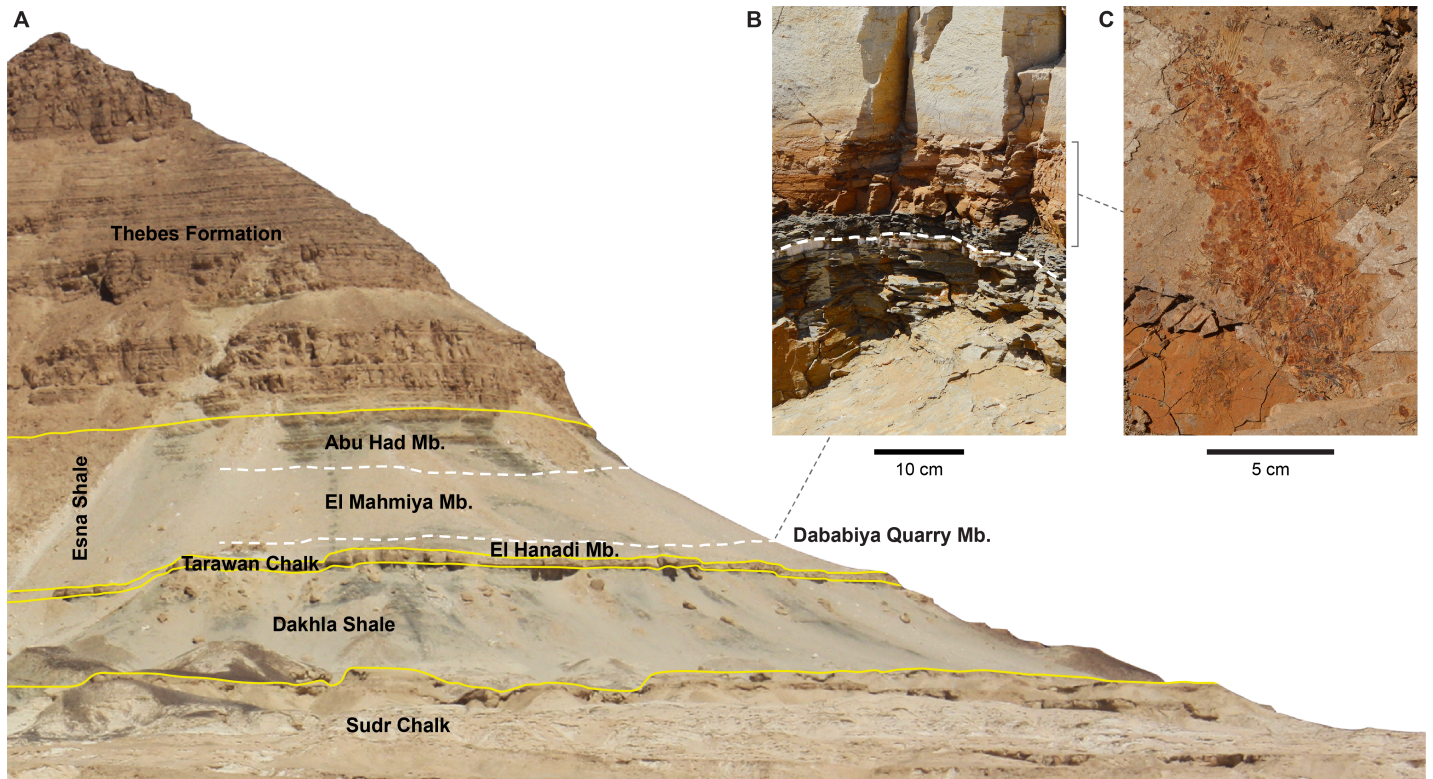 A
B
C
Thebes Formation
Abu Had Mb.
Esna Shale
El Mahmiya Mb.
10 cm
5 cm
Dababiya Quarry Mb.
El Hanadi Mb.
Tarawan Chalk
Dakhla Shale
Sudr Chalk